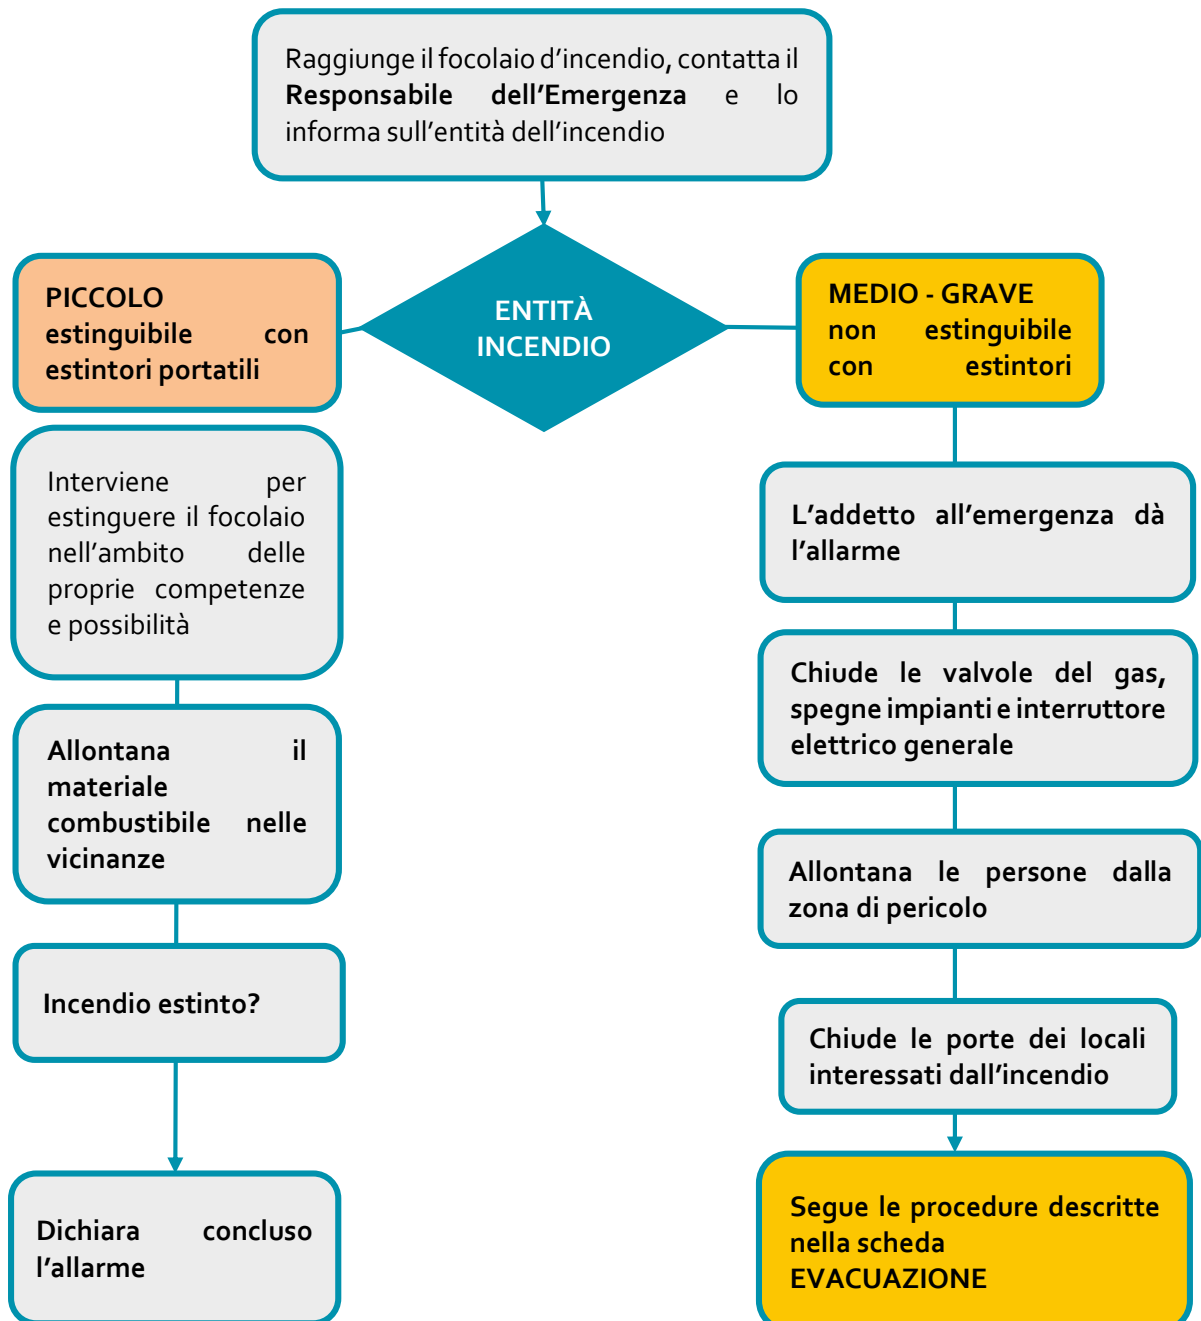 Raggiunge il focolaio d’incendio, contatta il
Responsabile dell’Emergenza e lo
informa sull’entità dell’incendio
ENTITÀ
INCENDIO
PICCOLO
estinguibile con
estintori portatili
Interviene per
estinguere il focolaio
nell’ambito delle
proprie competenze
e possibilità
Allontana il
materiale
combustibile nelle
vicinanze
Incendio estinto?
Dichiara concluso
l’allarme
MEDIO - GRAVE
non estinguibile
con estintori
L’addetto all’emergenza dà
l’allarme
Chiude le valvole del gas,
spegne impianti e interruttore
elettrico generale
Allontana le persone dalla
zona di pericolo
Chiude le porte dei locali
interessati dall’incendio
Segue le procedure descritte
nella scheda
EVACUAZIONE